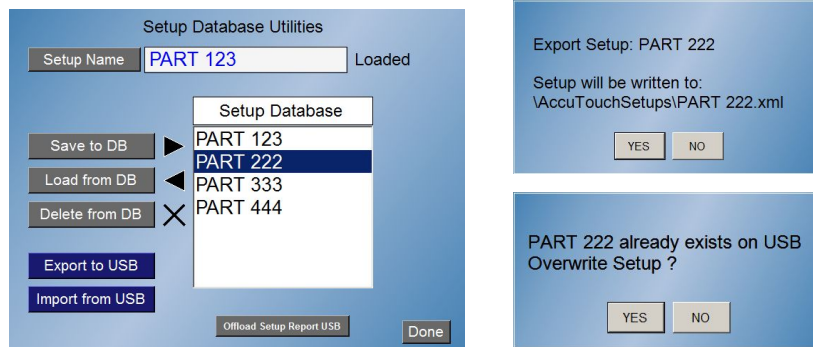 Setup Database Utilities
Setup Name PART 123 Loaded
Setup Database
Save to DB PART 123
PART 222
Load from DB PART 333
Delete from DB PART 444
Export to USB
Import from USB
Offload Setup Report USB
Done
Export Setup: PART 222
Setup will be written to:
\AccuTouchSetups\PART 222.xml
YES NO
PART 222 already exists on USB
Overwrite Setup ?
YES NO